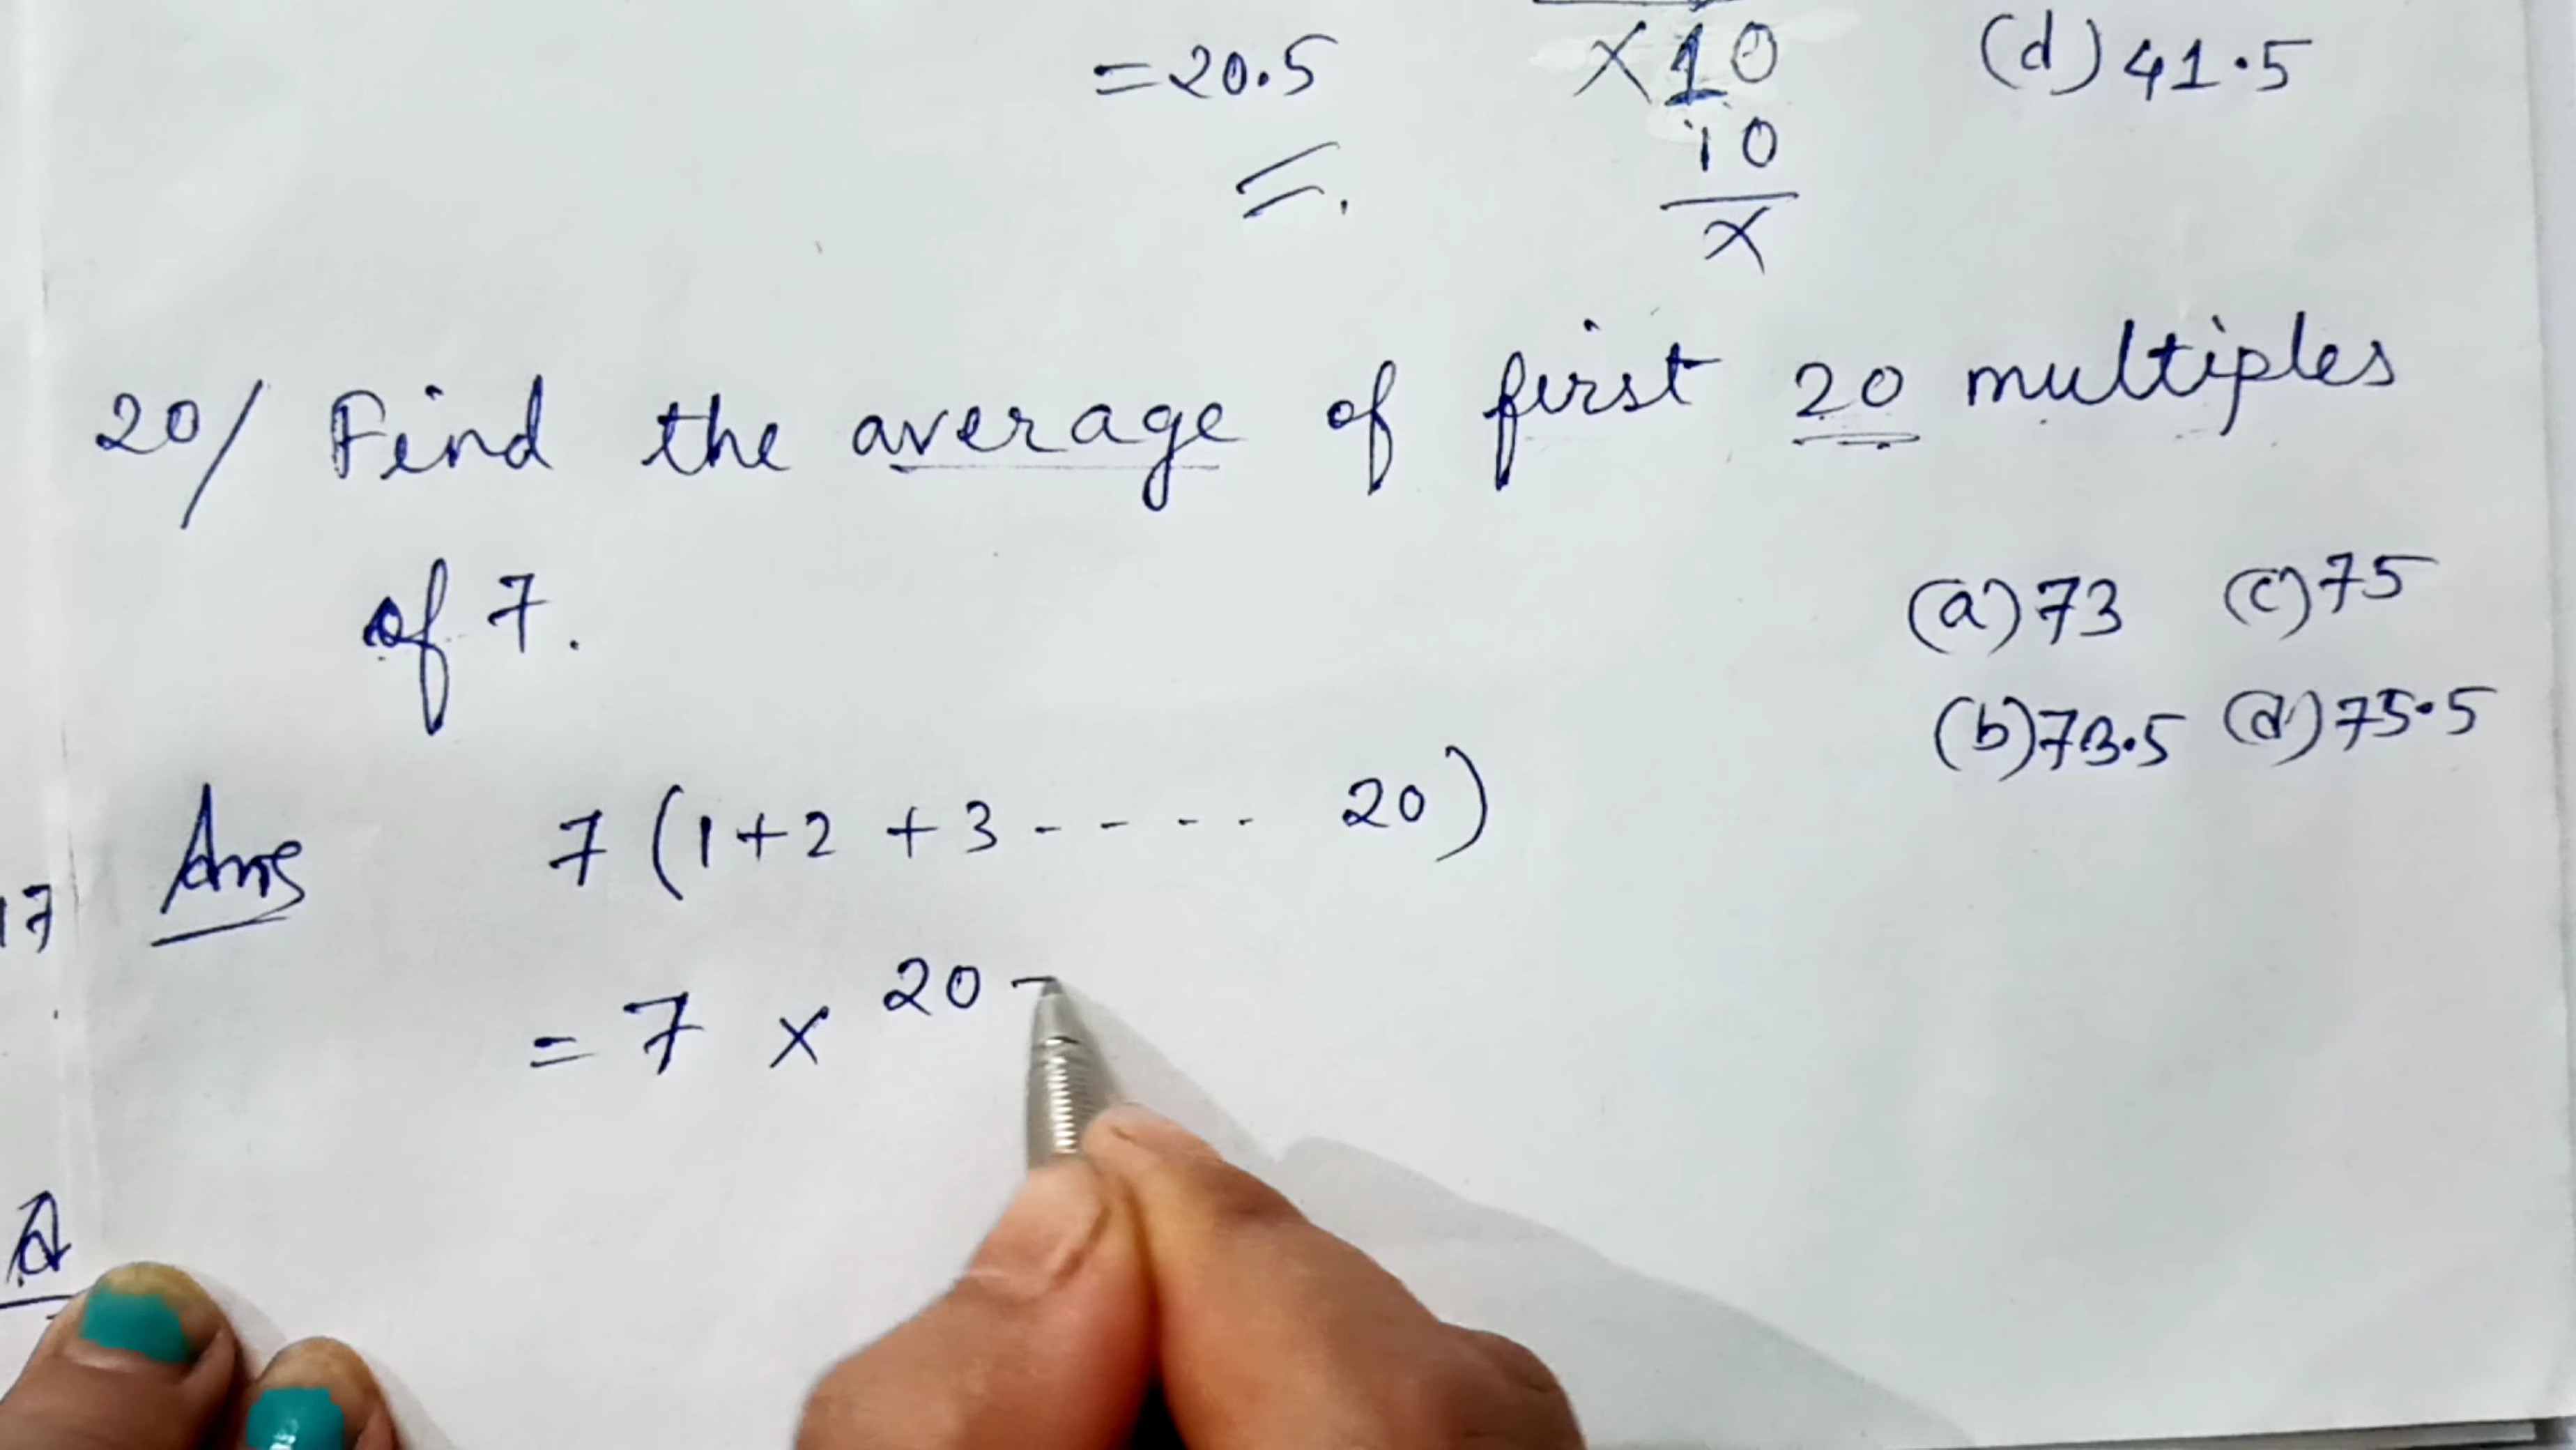 =20.5
×10
10
×
(d) 41.5
20/ Find the average of first 20 multiples
of 7.
(a) 73 (c) 75
(b) 73.5 (d) 75.5
Ans 7 (1+2 +3 - - - - 20)
= 7 × 20 -
17
A